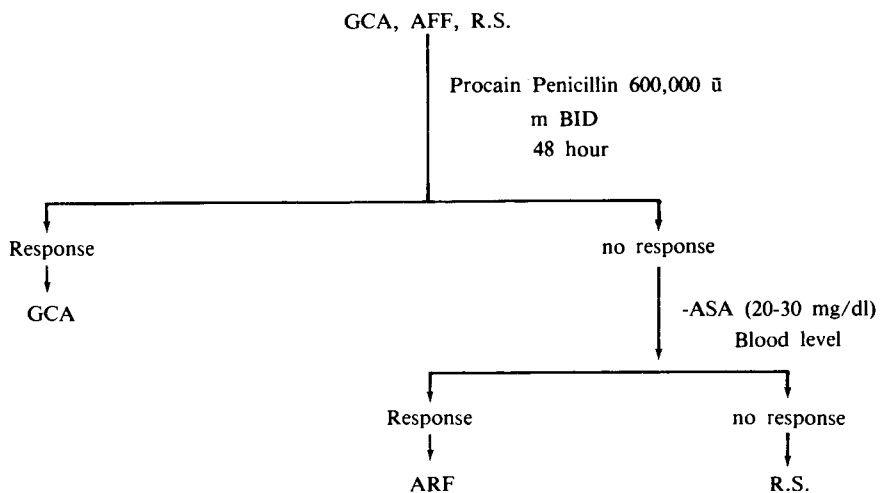 GCA, AFF, R.S.
Procain Penicillin 600,000 ū
m BID
48 hour
Response
no response
GCA
-ASA (20-30 mg/dl)
Blood level
Response
no response
ARF
R.S.